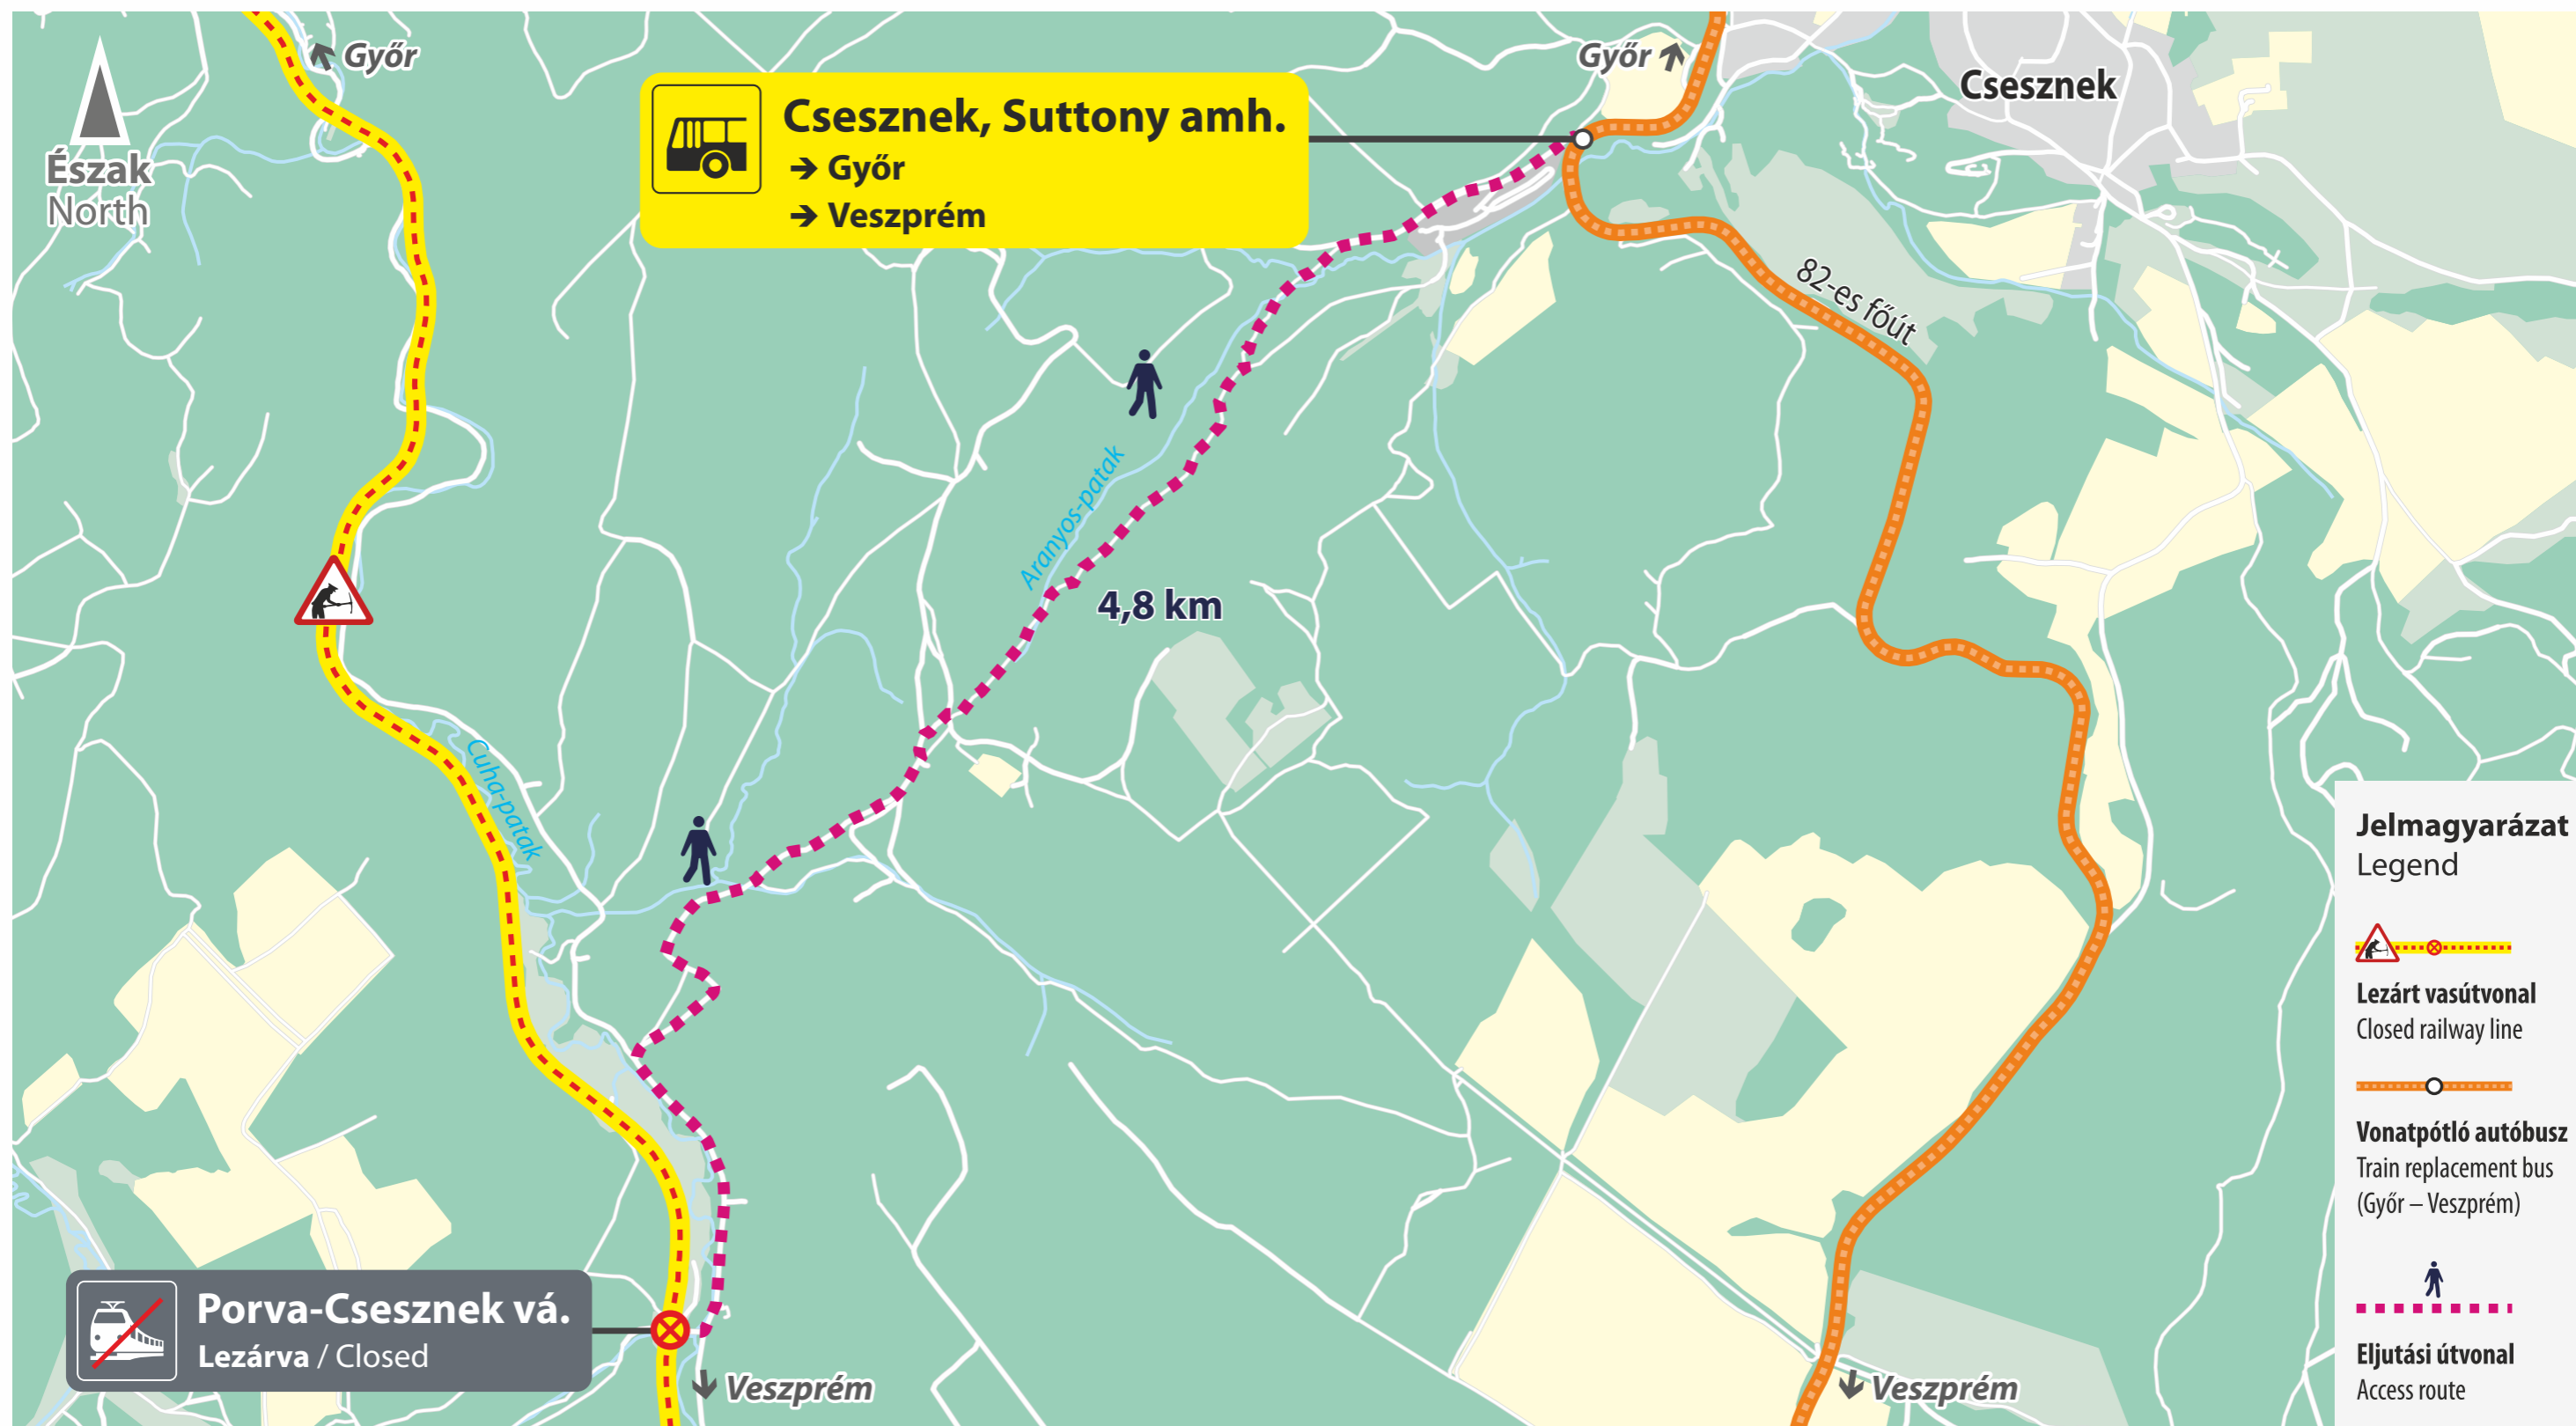 Győr
Győr
Csesznek
Észak
North
Csesznek, Suttony amh.
→ Győr
→ Veszprém
82-es főút
Aranyos-patak
4,8 km
Cuha-patak
Porva-Csesznek vá.
Lezárva / Closed
Veszprém
Veszprém
Jelmagyarázat
Legend
Lezárt vasútvonal
Closed railway line
Vonatpótló autóbusz
Train replacement bus
(Győr – Veszprém)
Eljutási útvonal
Access route